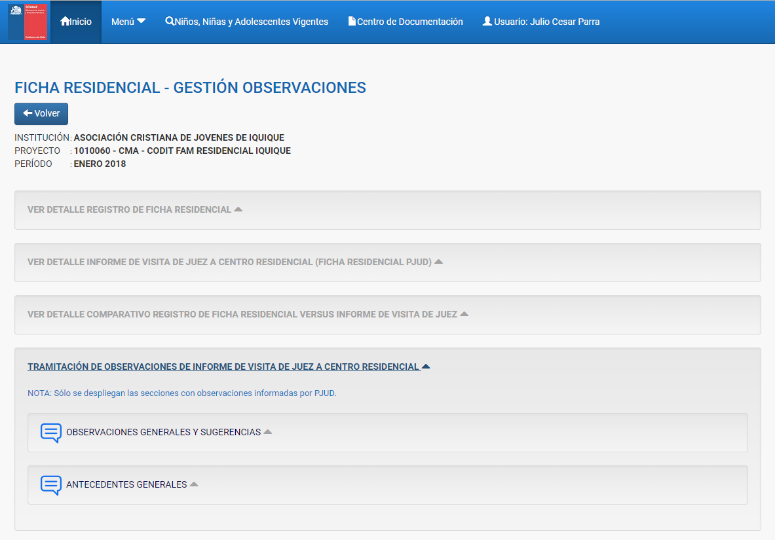 Inicio Menú Niños, Niñas y Adolescentes Vigentes Centro de Documentación Usuario: Julio Cesar Parra
FICHA RESIDENCIAL - GESTIÓN OBSERVACIONES
Volver
INSTITUCIÓN: ASOCIACIÓN CRISTIANA DE JOVENES DE IQUIQUE
PROYECTO : 1010060 - CMA - CODIT FAM RESIDENCIAL IQUIQUE
PERÍODO : ENERO 2018
VER DETALLE REGISTRO DE FICHA RESIDENCIAL
VER DETALLE INFORME DE VISITA DE JUEZ A CENTRO RESIDENCIAL (FICHA RESIDENCIAL PJUD)
VER DETALLE COMPARATIVO REGISTRO DE FICHA RESIDENCIAL VERSUS INFORME DE VISITA DE JUEZ
TRAMITACIÓN DE OBSERVACIONES DE INFORME DE VISITA DE JUEZ A CENTRO RESIDENCIAL
NOTA: Sólo se despliegan las secciones con observaciones informadas por PJUD.
OBSERVACIONES GENERALES Y SUGERENCIAS
ANTECEDENTES GENERALES